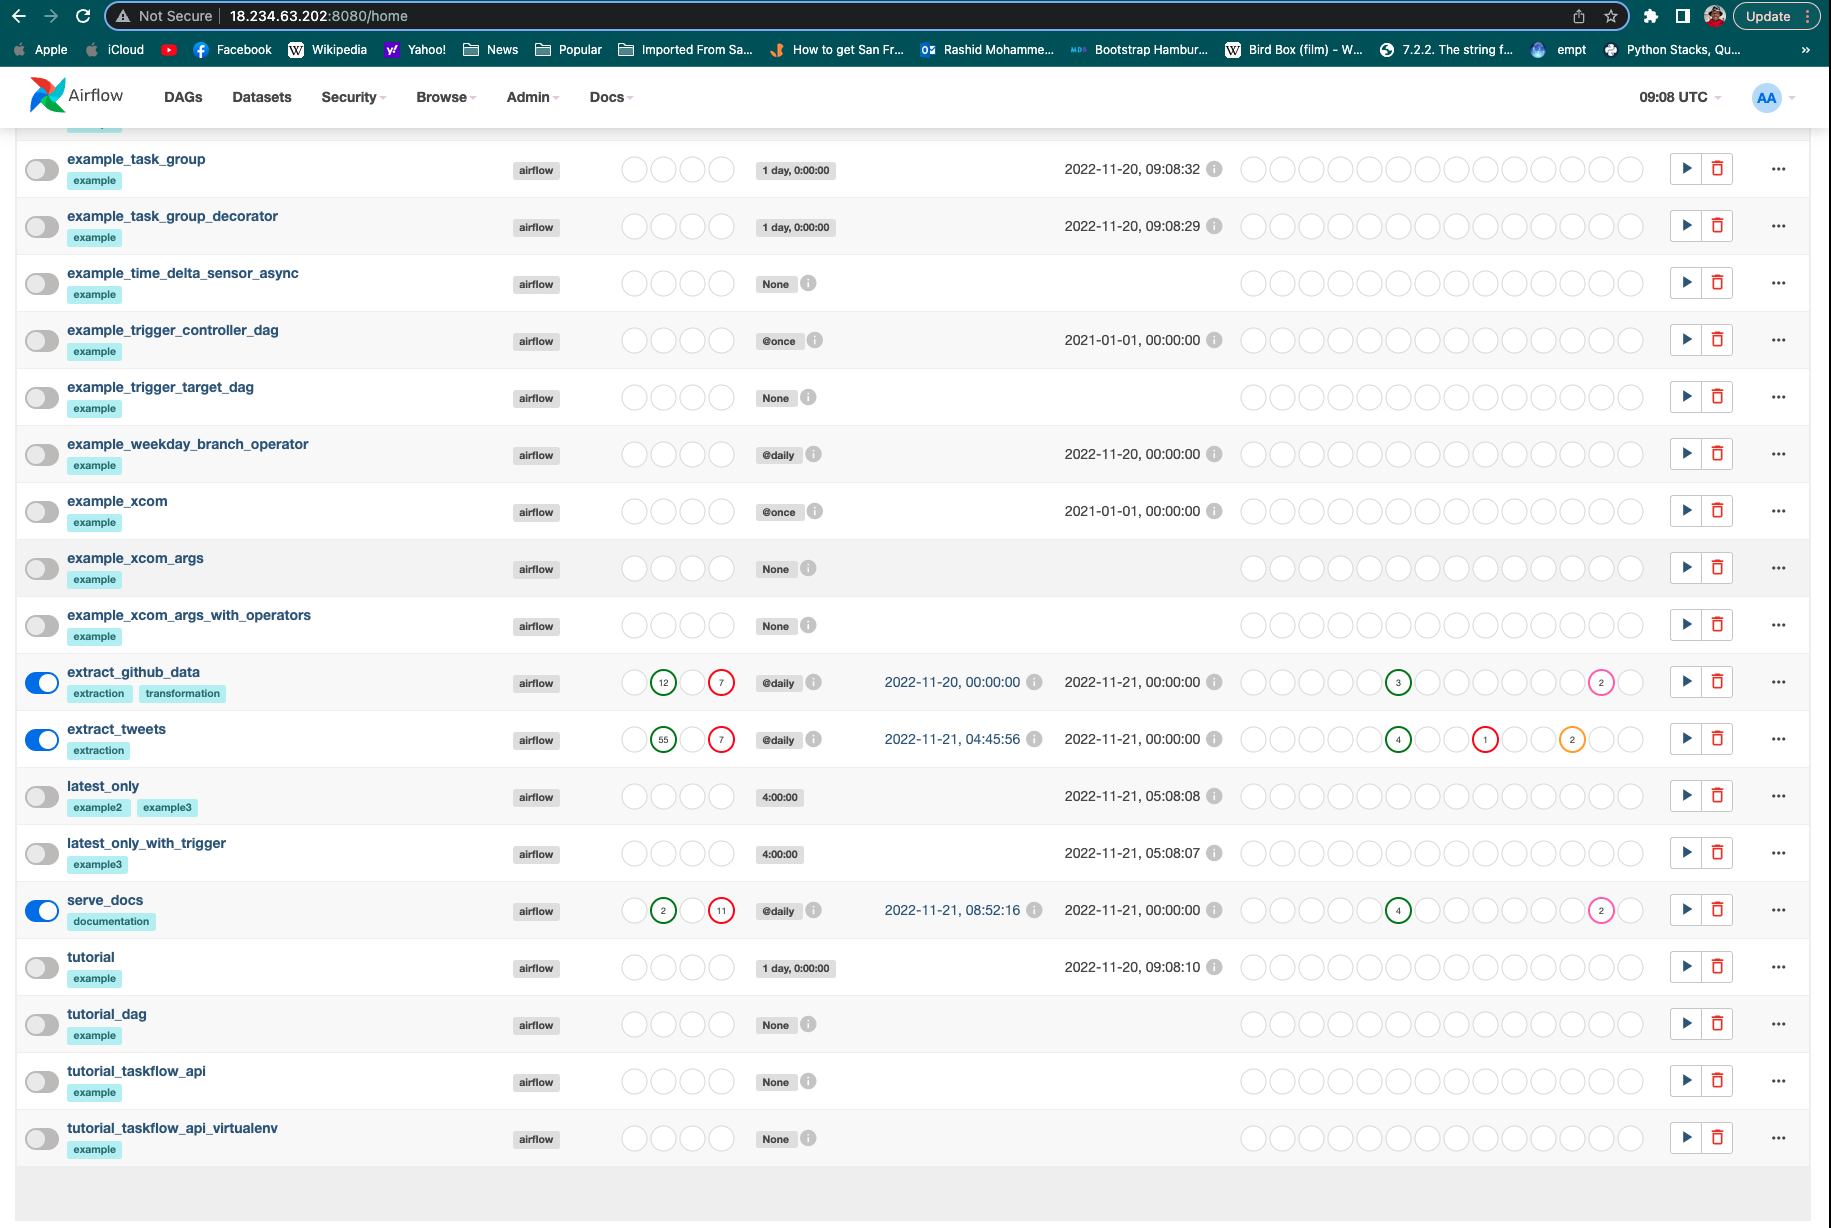 Not Secure 18.234.63.202:8080/home Update
Apple iCloud Facebook Wikipedia Yahoo! News Popular Imported From Sa... How to get San Fr... Rashid Mohamme... Bootstrap Hambur... Bird Box (film) - W... 7.2.2. The string f... empt Python Stacks, Qu... »
Airflow DAGs Datasets Security Browse Admin Docs 09:08 UTC AA
example_task_group
example airflow 1 day, 0:00:00 2022-11-20, 09:08:32
example_task_group_decorator
example airflow 1 day, 0:00:00 2022-11-20, 09:08:29
example_time_delta_sensor_async
example airflow None
example_trigger_controller_dag
example airflow @once 2021-01-01, 00:00:00
example_trigger_target_dag
example airflow None
example_weekday_branch_operator
example airflow @daily 2022-11-20, 00:00:00
example_xcom
example airflow @once 2021-01-01, 00:00:00
example_xcom_args
example airflow None
example_xcom_args_with_operators
example airflow None
extract_github_data
extraction transformation airflow 12 7 @daily 2022-11-20, 00:00:00 2022-11-21, 00:00:00 3 2
extract_tweets
extraction airflow 55 7 @daily 2022-11-21, 04:45:56 2022-11-21, 00:00:00 4 1 2
latest_only
example2 example3 airflow 4:00:00 2022-11-21, 05:08:08
latest_only_with_trigger
example3 airflow 4:00:00 2022-11-21, 05:08:07
serve_docs
documentation airflow 2 11 @daily 2022-11-21, 08:52:16 2022-11-21, 00:00:00 4 2
tutorial
example airflow 1 day, 0:00:00 2022-11-20, 09:08:10
tutorial_dag
example airflow None
tutorial_taskflow_api
example airflow None
tutorial_taskflow_api_virtualenv
example airflow None